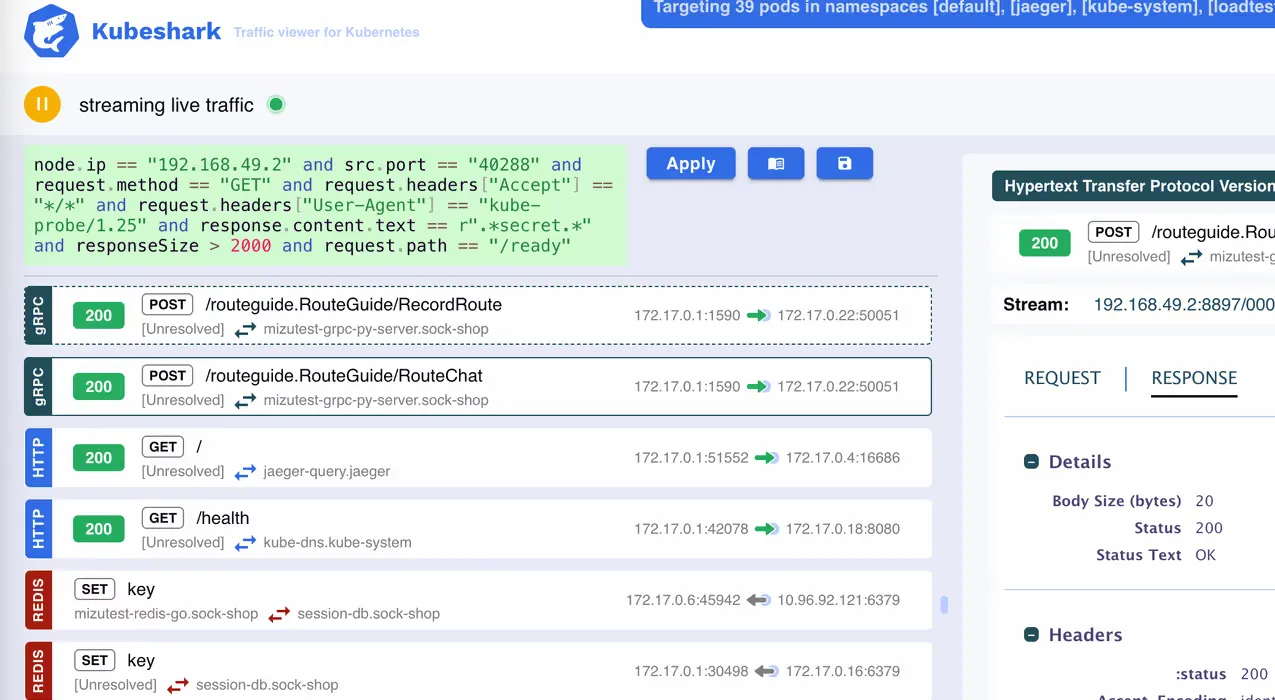 Kubeshark Traffic viewer for Kubernetes
Targeting 39 pods in namespaces [default], [jaeger], [kube-system], [loadtes
streaming live traffic
node.ip == "192.168.49.2" and src.port == "40288" and
request.method == "GET" and request.headers["Accept"] ==
"*/*" and request.headers["User-Agent"] == "kube-
probe/1.25" and response.content.text == r".*secret.*"
and responseSize > 2000 and request.path == "/ready"
Apply
gRPC
200
POST /routeguide.RouteGuide/RecordRoute
[Unresolved] mizutest-grpc-py-server.sock-shop
172.17.0.1:1590 172.17.0.22:50051
gRPC
200
POST /routeguide.RouteGuide/RouteChat
[Unresolved] mizutest-grpc-py-server.sock-shop
172.17.0.1:1590 172.17.0.22:50051
HTTP
200
GET /
[Unresolved] jaeger-query.jaeger
172.17.0.1:51552 172.17.0.4:16686
HTTP
200
GET /health
[Unresolved] kube-dns.kube-system
172.17.0.1:42078 172.17.0.18:8080
REDIS
SET key
mizutest-redis-go.sock-shop session-db.sock-shop
172.17.0.6:45942 10.96.92.121:6379
REDIS
SET key
[Unresolved] session-db.sock-shop
172.17.0.1:30498 172.17.0.16:6379
Hypertext Transfer Protocol Version
200
POST /routeguide.Rou
[Unresolved] mizutest-g
Stream: 192.168.49.2:8897/000
REQUEST | RESPONSE
Details
Body Size (bytes) 20
Status 200
Status Text OK
Headers
:status 200